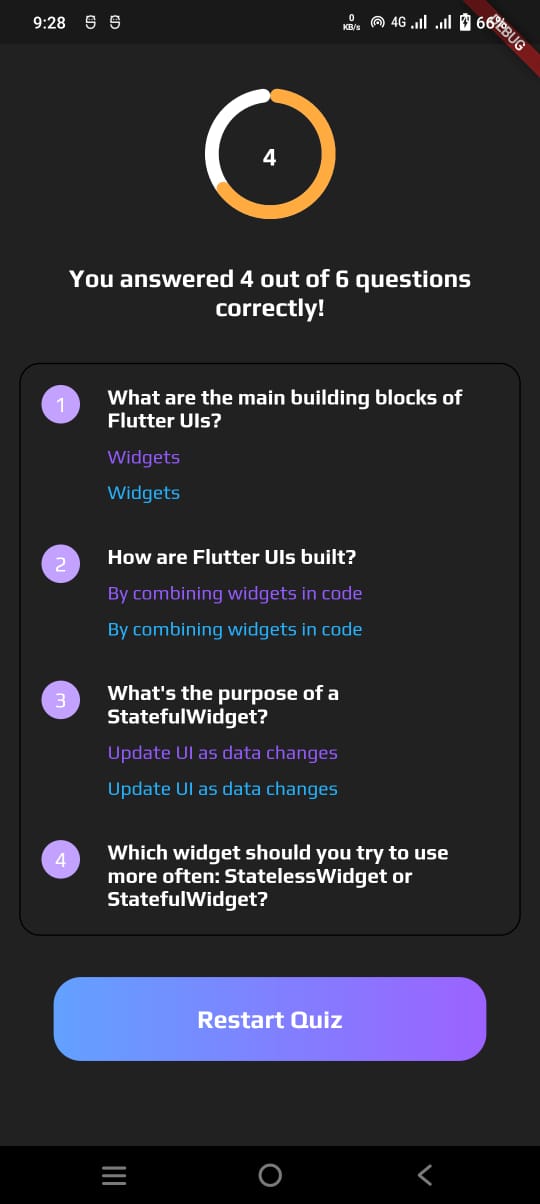 9:28
0
KB/s
4G
66%
DEBUG
4
You answered 4 out of 6 questions
correctly!
1
What are the main building blocks of
Flutter UIs?
Widgets
Widgets
2
How are Flutter UIs built?
By combining widgets in code
By combining widgets in code
3
What's the purpose of a
StatefulWidget?
Update UI as data changes
Update UI as data changes
4
Which widget should you try to use
more often: StatelessWidget or
StatefulWidget?
Restart Quiz